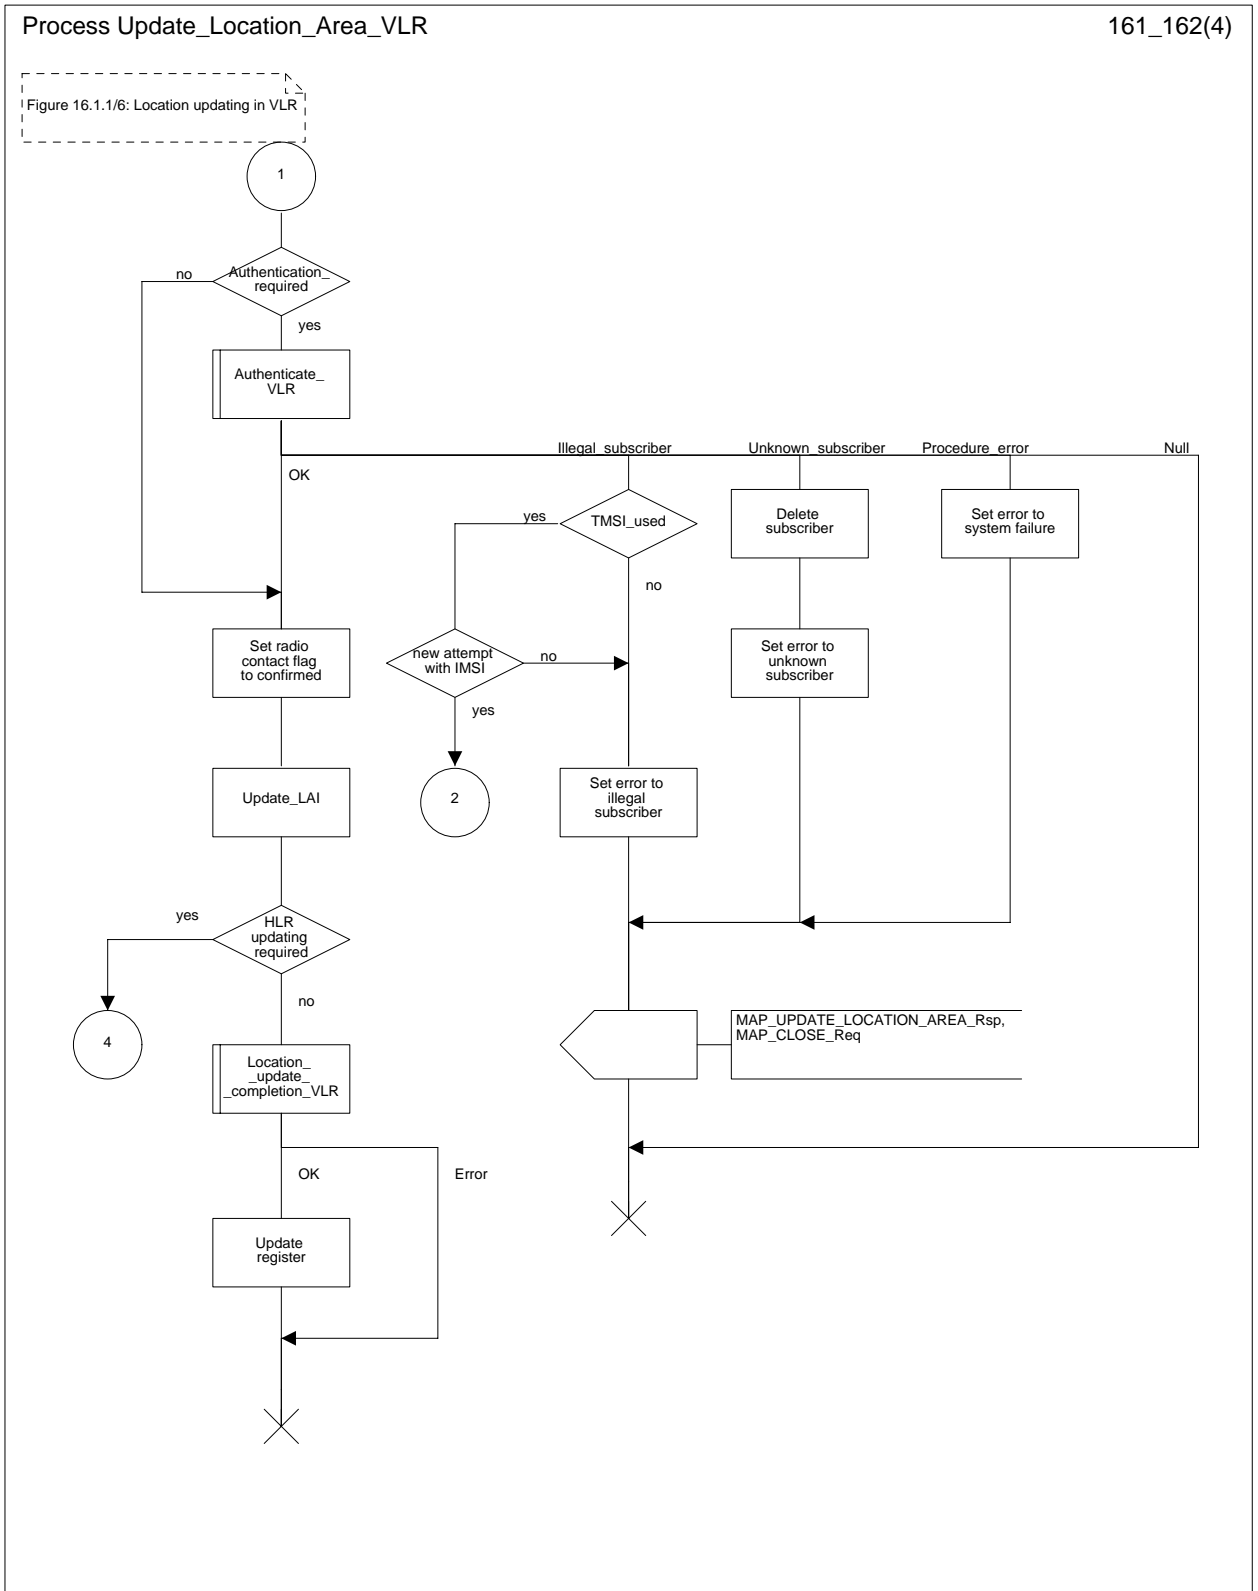 Process Update_Location_Area_VLR
161_162(4)
Figure 16.1.1/6: Location updating in VLR
1
no
Authentication_
required
yes
Authenticate_
VLR
Illegal_subscriber
Unknown_subscriber
Procedure_error
Null
OK
yes
TMSI_used
Delete
subscriber
Set error to
system failure
no
Set radio
contact flag
to confirmed
new attempt
with IMSI
no
Set error to
unknown
subscriber
yes
Update_LAI
2
Set error to
illegal
subscriber
yes
HLR
updating
required
no
4
Location_
_update_
_completion_VLR
MAP_UPDATE_LOCATION_AREA_Rsp,
MAP_CLOSE_Req
OK
Error
Update
register